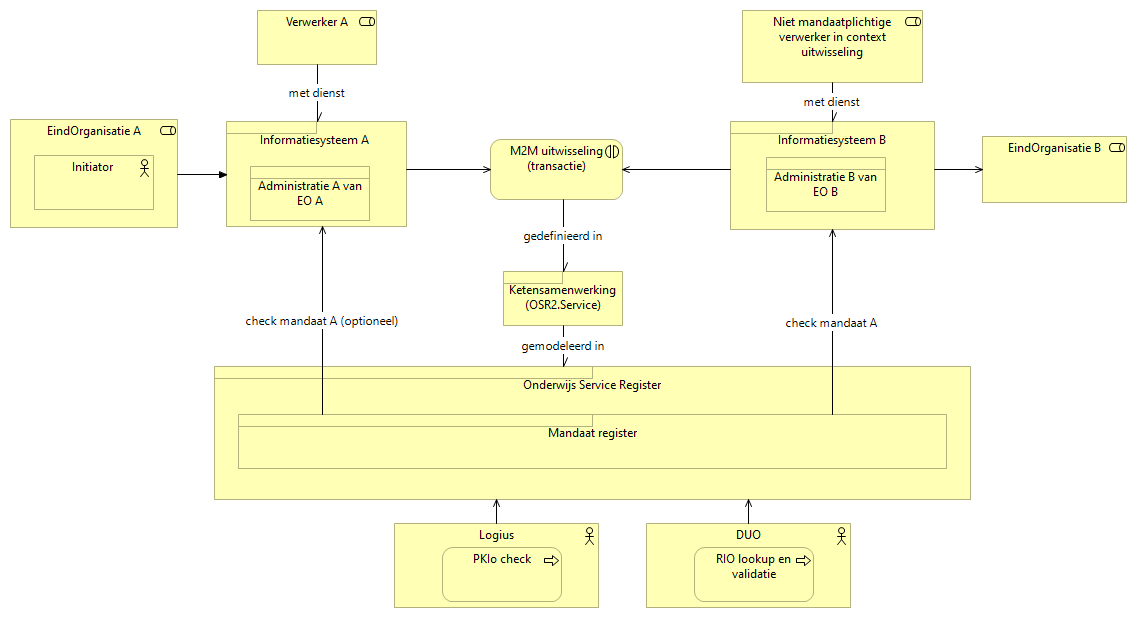 Verwerker A
Niet mandaatplichtige
verwerker in context
uitwisseling
met dienst
met dienst
EindOrganisatie A
Initiator
Informatiesysteem A
Administratie A van
EO A
M2M uitwisseling
(transactie)
Informatiesysteem B
Administratie B van
EO B
EindOrganisatie B
gedefinieerd in
Ketensamenwerking
(OSR2.Service)
check mandaat A (optioneel)
check mandaat A
gemodeleerd in
Onderwijs Service Register
Mandaat register
Logius
PKIo check
DUO
RIO lookup en
validatie